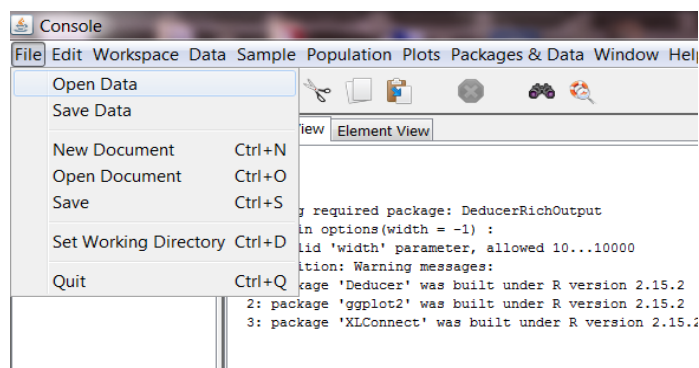 Console
File Edit Workspace Data Sample Population Plots Packages & Data Window Help
Open Data
Save Data
New Document Ctrl+N
Open Document Ctrl+O
Save Ctrl+S
Set Working Directory Ctrl+D
Quit Ctrl+Q
iew Element View
g required package: DeducerRichOutput
in options(width = -1) :
lid 'width' parameter, allowed 10...10000
ition: Warning messages:
kage 'Deducer' was built under R version 2.15.2
2: package 'ggplot2' was built under R version 2.15.2
3: package 'XLConnect' was built under R version 2.15.2